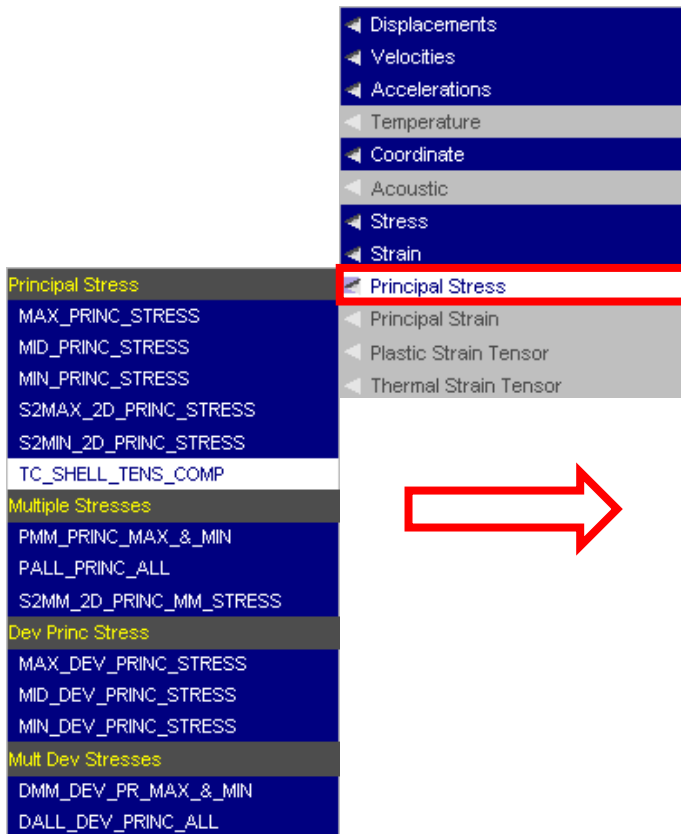 Displacements
Velocities
Accelerations
Temperature
Coordinate
Acoustic
Stress
Strain
Principal Stress
Principal Strain
Plastic Strain Tensor
Thermal Strain Tensor
Principal Stress
MAX_PRINC_STRESS
MID_PRINC_STRESS
MIN_PRINC_STRESS
S2MAX_2D_PRINC_STRESS
S2MIN_2D_PRINC_STRESS
TC_SHELL_TENS_COMP
Multiple Stresses
PMM_PRINC_MAX_&_MIN
PALL_PRINC_ALL
S2MM_2D_PRINC_MM_STRESS
Dev Princ Stress
MAX_DEV_PRINC_STRESS
MID_DEV_PRINC_STRESS
MIN_DEV_PRINC_STRESS
Mult Dev Stresses
DMM_DEV_PR_MAX_&_MIN
DALL_DEV_PRINC_ALL